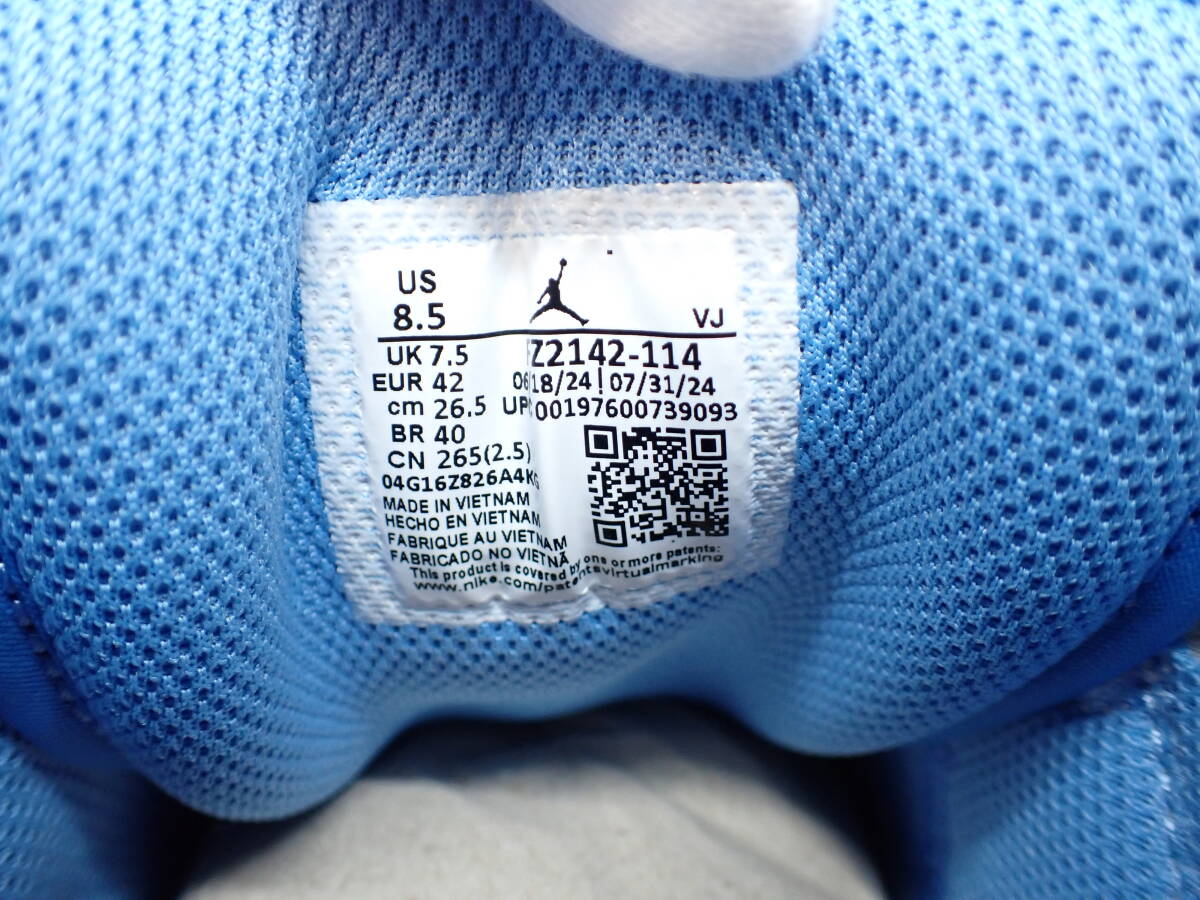 US
8.5
VJ
UK 7.5
Z2142-114
EUR 42
06 18/24 | 07/31/24
cm 26.5
UP 00197600739093
BR 40
CN 265(2.5)
04G16Z826A4KG
MADE IN VIETNAM
HECHO EN VIETNAM
FABRIQUE AU VIETNAM
FABRICADO NO VIETNÃ
This product is covered by one or more patents:
www.nike.com/patentsvirtualmarking